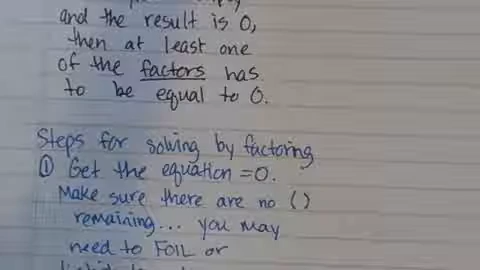 and the result is 0,
then at least one
of the factors has
to be equal to 0.
Steps for solving by factoring
① Get the equation =0.
Make sure there are no ()
remaining... you may
need to FOIL or